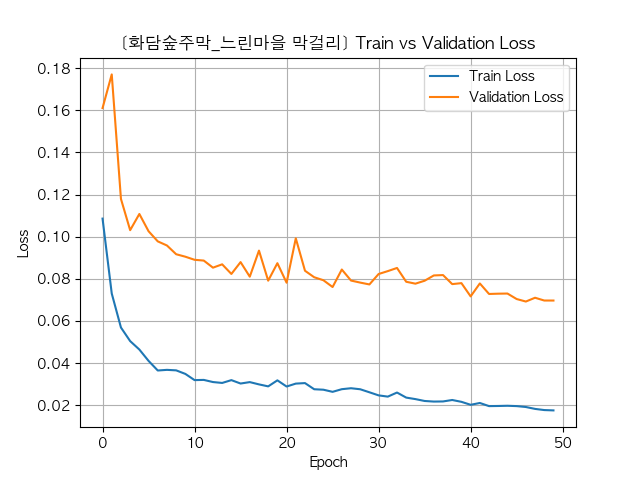 [화담숲주막_느린마을 막걸리] Train vs Validation Loss
Train Loss
Validation Loss
Loss
0.18
0.16
0.14
0.12
0.10
0.08
0.06
0.04
0.02
0 10 20 30 40 50
Epoch